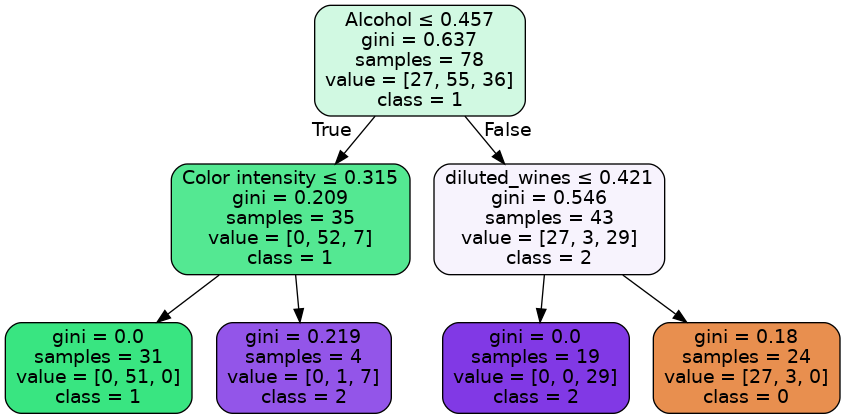 Alcohol ≤ 0.457
gini = 0.637
samples = 78
value = [27, 55, 36]
class = 1
True
False
Color intensity ≤ 0.315
gini = 0.209
samples = 35
value = [0, 52, 7]
class = 1
diluted_wines ≤ 0.421
gini = 0.546
samples = 43
value = [27, 3, 29]
class = 2
gini = 0.0
samples = 31
value = [0, 51, 0]
class = 1
gini = 0.219
samples = 4
value = [0, 1, 7]
class = 2
gini = 0.0
samples = 19
value = [0, 0, 29]
class = 2
gini = 0.18
samples = 24
value = [27, 3, 0]
class = 0